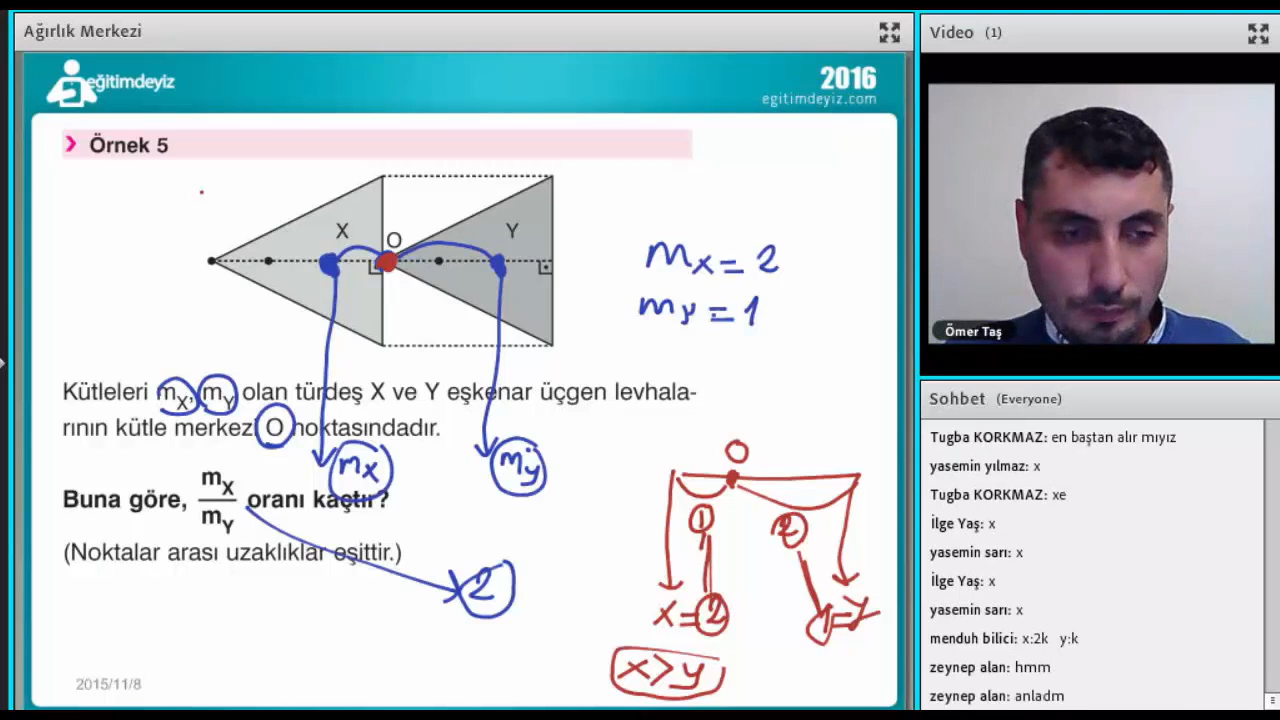 Ağırlık Merkezi
eğitimdeyiz
2016
egitimdeyiz.com
Örnek 5
X
O
Y
mx = 2
my = 1
Kütleleri mX, mY olan türdeş X ve Y eşkenar üçgen levhala-
rının kütle merkezi O noktasındadır.
mx
my
Buna göre, mX/mY oranı kaçtır?
(Noktalar arası uzaklıklar eşittir.)
2
O
1 2
x = 2 1 = y
x > y
2015/11/8
Video (1)
Ömer Taş
Sohbet (Everyone)
Tugba KORKMAZ: en baştan alır mıyız
yasemin yılmaz: x
Tugba KORKMAZ: xe
İlge Yaş: x
yasemin sarı: x
İlge Yaş: x
yasemin sarı: x
menduh bilici: x:2k y:k
zeynep alan: hmm
zeynep alan: anladm